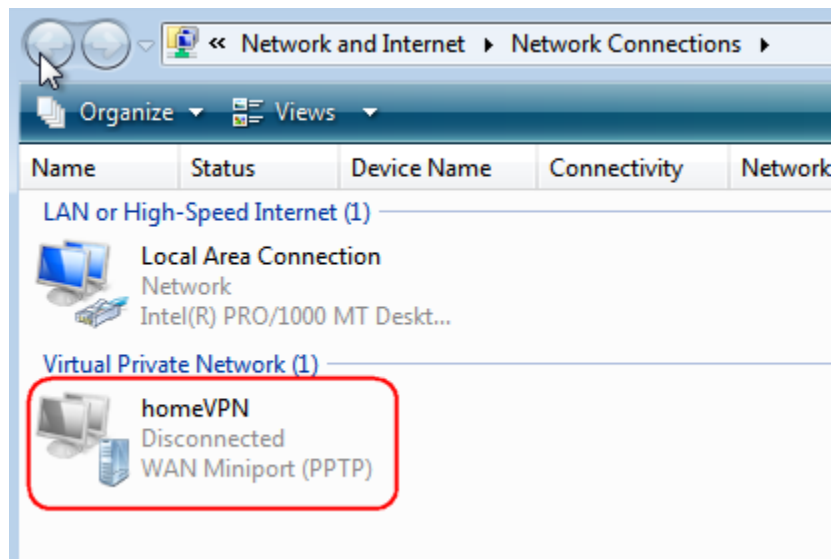 « Network and Internet ▸ Network Connections ▸
Organize Views
Name Status Device Name Connectivity Network
LAN or High-Speed Internet (1)
Local Area Connection
Network
Intel(R) PRO/1000 MT Deskt...
Virtual Private Network (1)
homeVPN
Disconnected
WAN Miniport (PPTP)